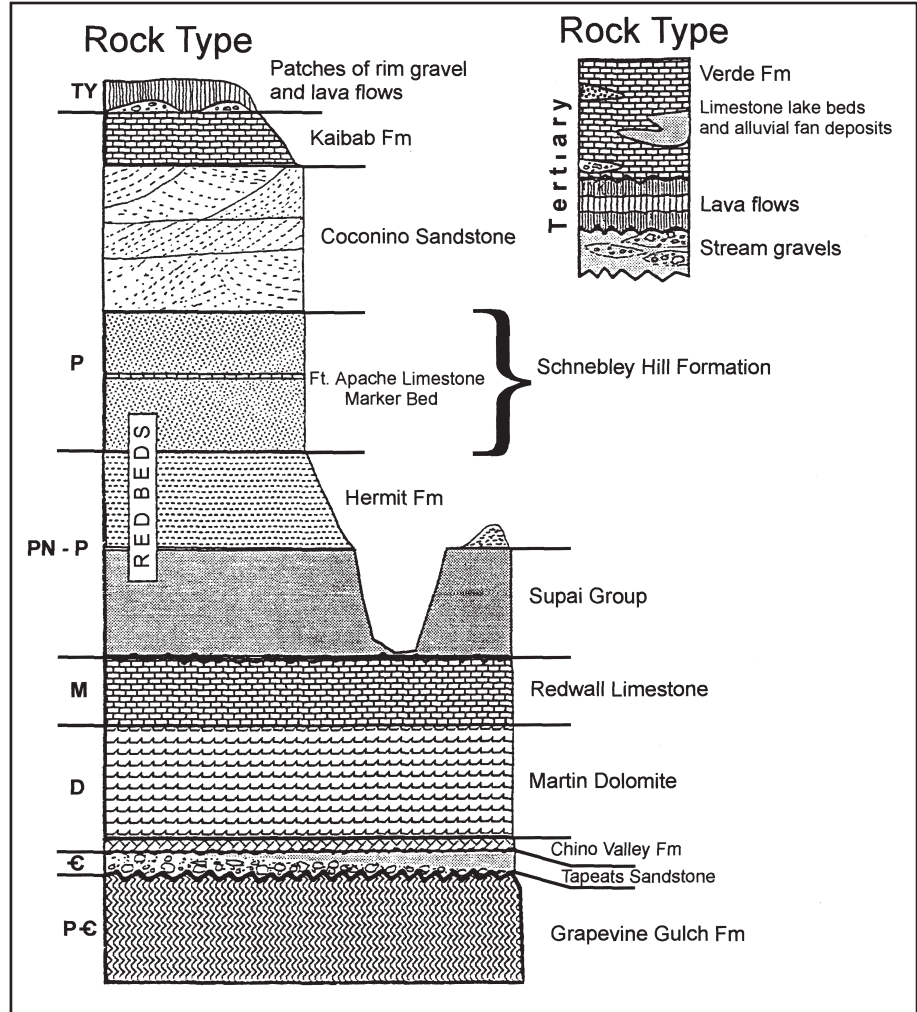 Rock Type
TY
Patches of rim gravel
and lava flows
Kaibab Fm
Coconino Sandstone
P
Ft. Apache Limestone
Marker Bed
Schnebley Hill Formation
RED BEDS
Hermit Fm
PN - P
Supai Group
M
Redwall Limestone
D
Martin Dolomite
Chino Valley Fm
Є
Tapeats Sandstone
P-Є
Grapevine Gulch Fm
Rock Type
Tertiary
Verde Fm
Limestone lake beds
and alluvial fan deposits
Lava flows
Stream gravels